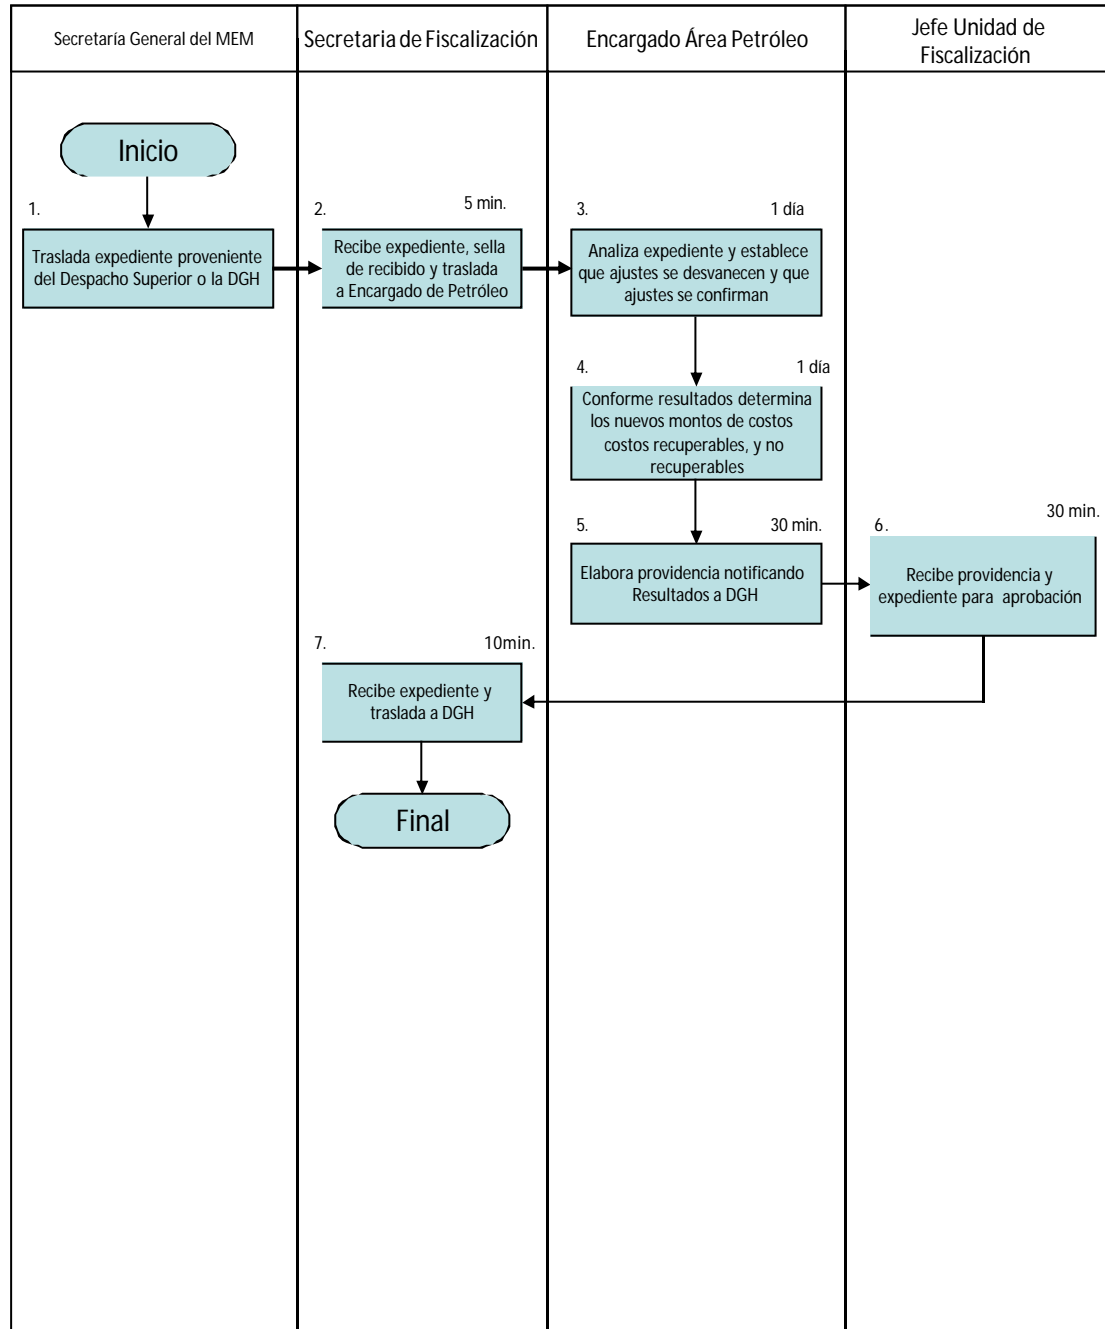 Secretaría General del MEM
Secretaria de Fiscalización
Encargado Área Petróleo
Jefe Unidad de
Fiscalización
Inicio
1.
Traslada expediente proveniente
del Despacho Superior o la DGH
2.
5 min.
Recibe expediente, sella
de recibido y traslada
a Encargado de Petróleo
3.
1 día
Analiza expediente y establece
que ajustes se desvanecen y que
ajustes se confirman
4.
1 día
Conforme resultados determina
los nuevos montos de costos
costos recuperables, y no
recuperables
5.
30 min.
Elabora providencia notificando
Resultados a DGH
6.
30 min.
Recibe providencia y
expediente para aprobación
7.
10min.
Recibe expediente y
traslada a DGH
Final